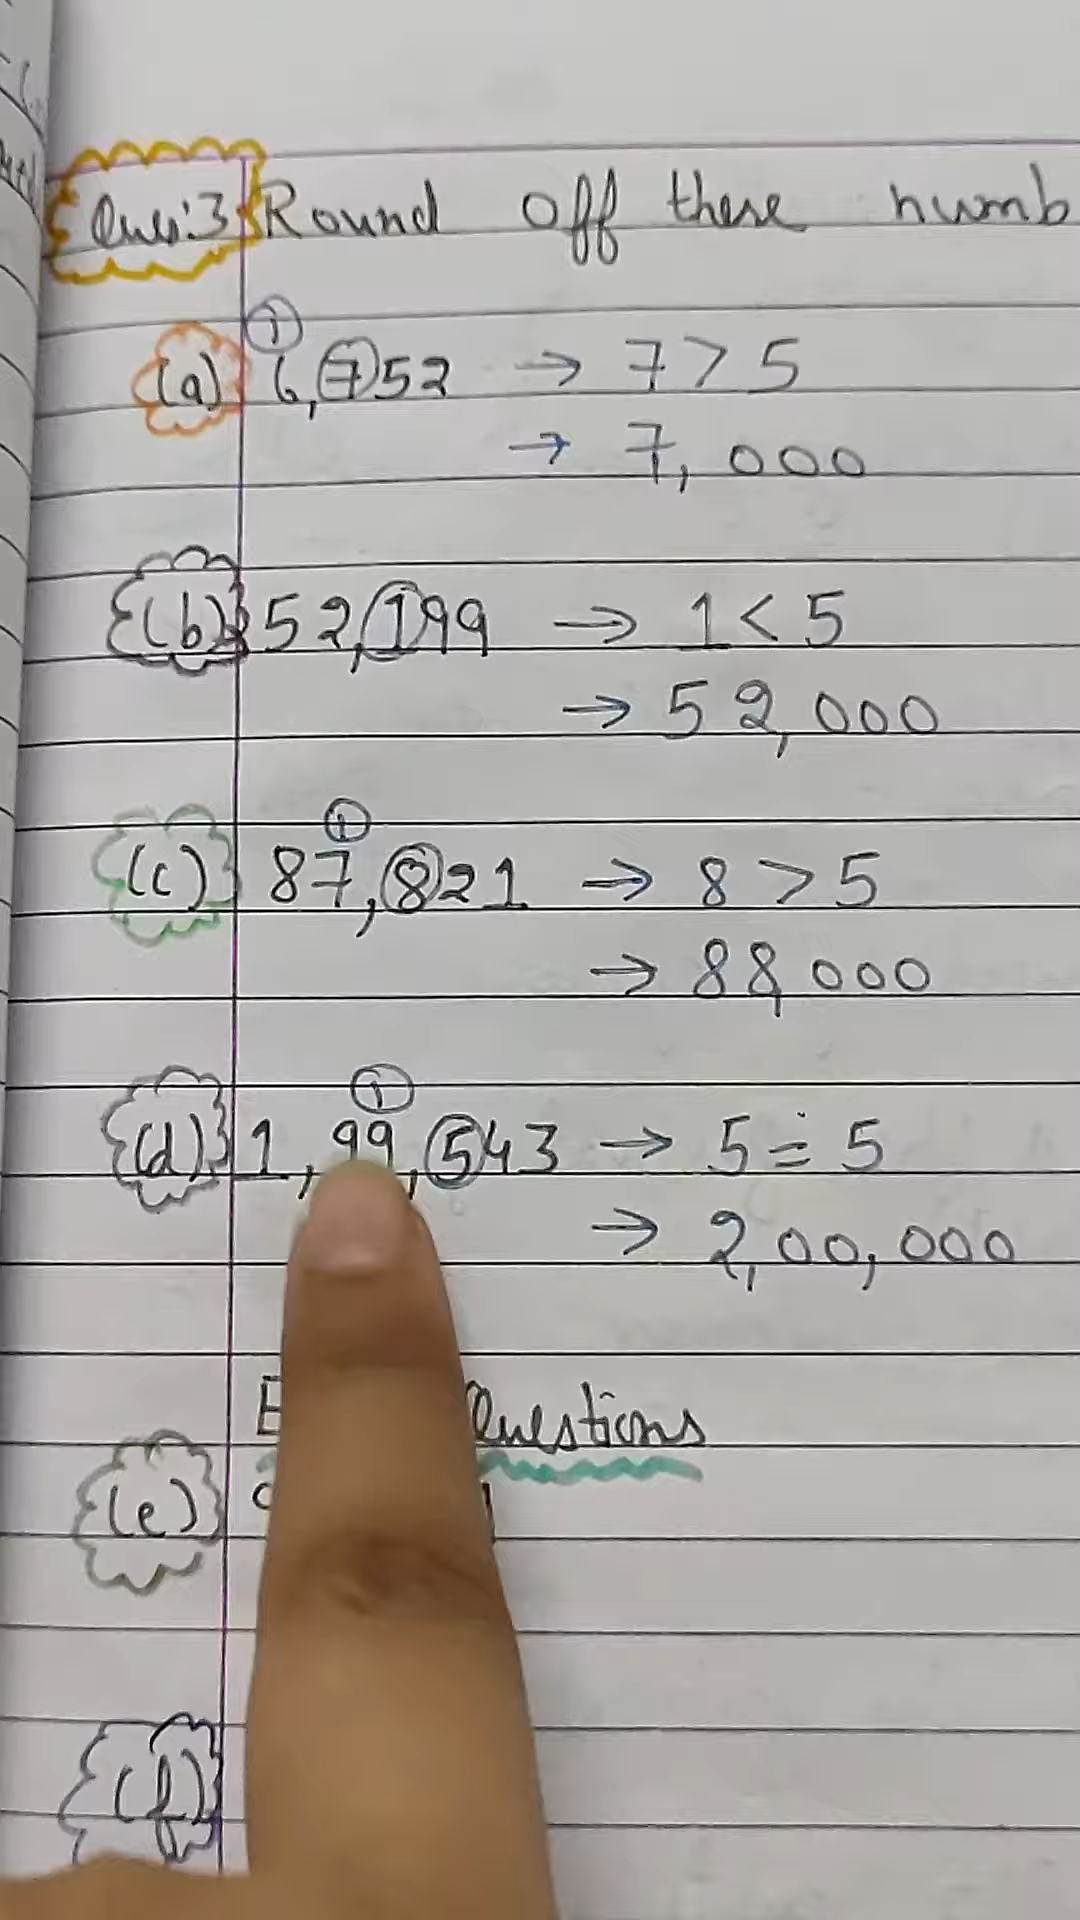 Ques:3 Round off these numb
(a) 6,752 → 7 > 5
→ 7,000
(b) 52,199 → 1 < 5
→ 52,000
(c) 87,821 → 8 > 5
→ 88,000
(d) 1,99,543 → 5 = 5
→ 2,00,000
Questions
(e)
(f)